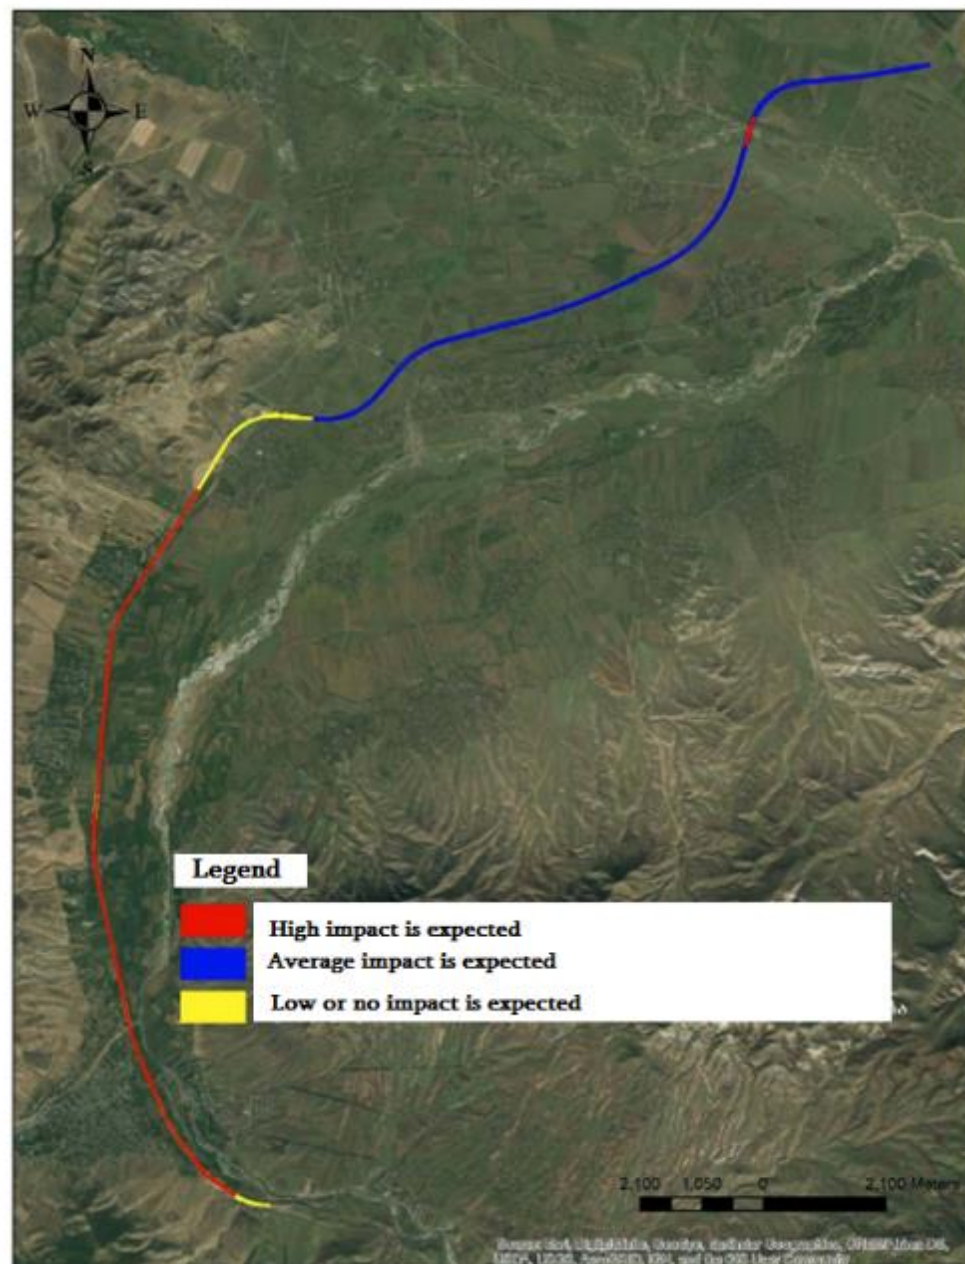 N
W E
S
Legend
High impact is expected
Average impact is expected
Low or no impact is expected
2,100 1,050 0 2,100 Meters